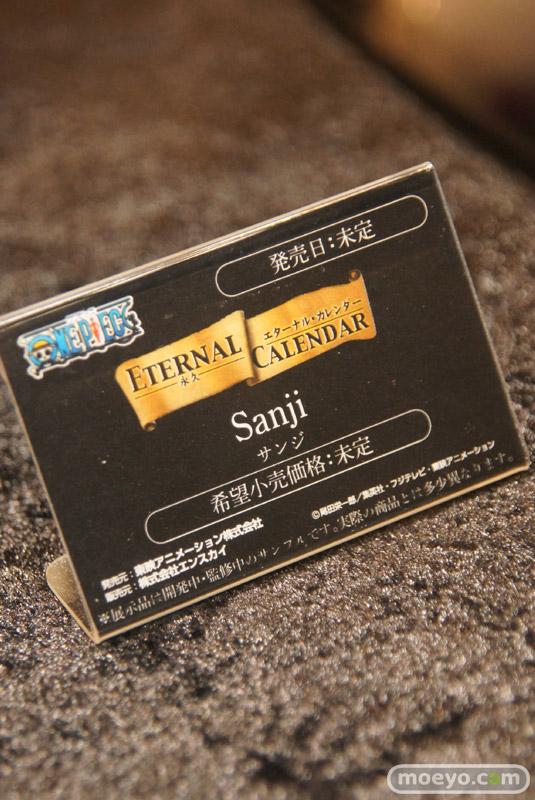 発売日:未定
ONE PIECE
ETERNAL
永久
エターナル・カレンダー
CALENDAR
Sanji
サンジ
希望小売価格:未定
©尾田栄一郎/集英社・フジテレビ・東映アニメーション
発売元:東映アニメーション株式会社
販売元:株式会社エンスカイ
*展示品は開発中・監修中のサンプルです。実際の商品とは多少異なります。
moeyo.com